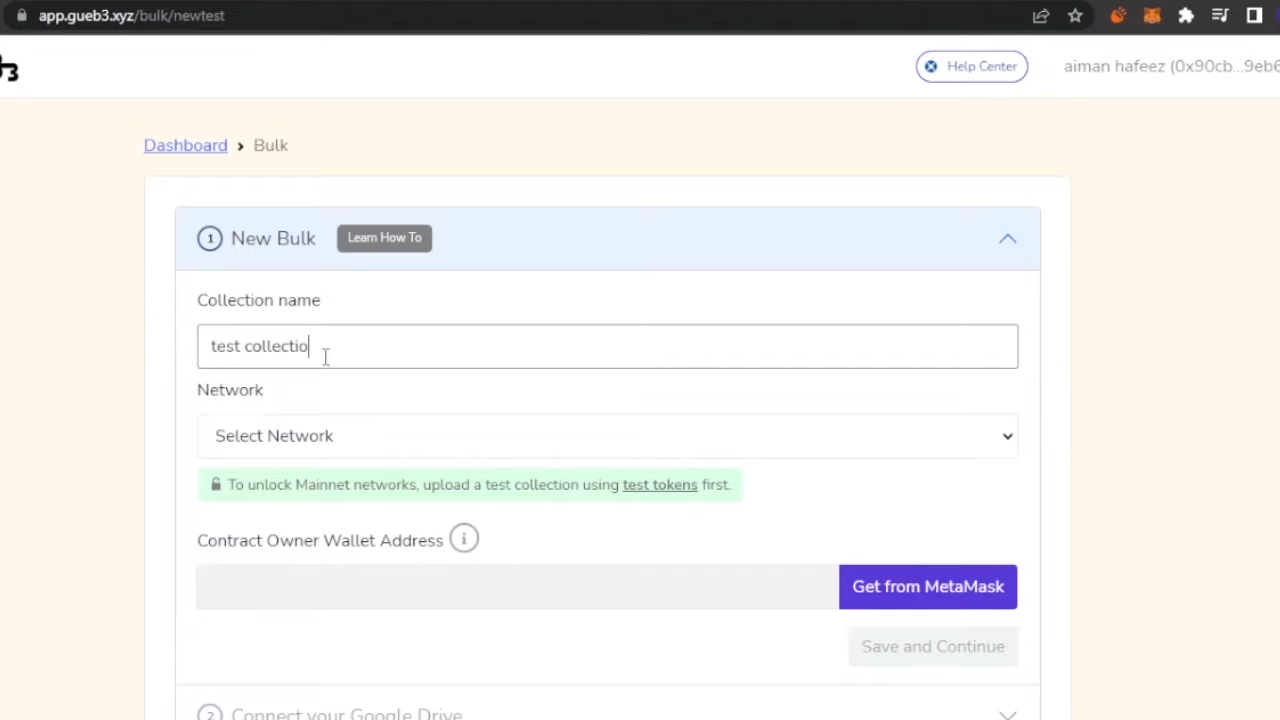 app.gueb3.xyz/bulk/newtest
3
Help Center
aiman hafeez (0x90cb...9eb6
Dashboard > Bulk
1 New Bulk Learn How To
Collection name
test collectio
Network
Select Network
To unlock Mainnet networks, upload a test collection using test tokens first.
Contract Owner Wallet Address i
Get from MetaMask
Save and Continue
2 Connect your Google Drive